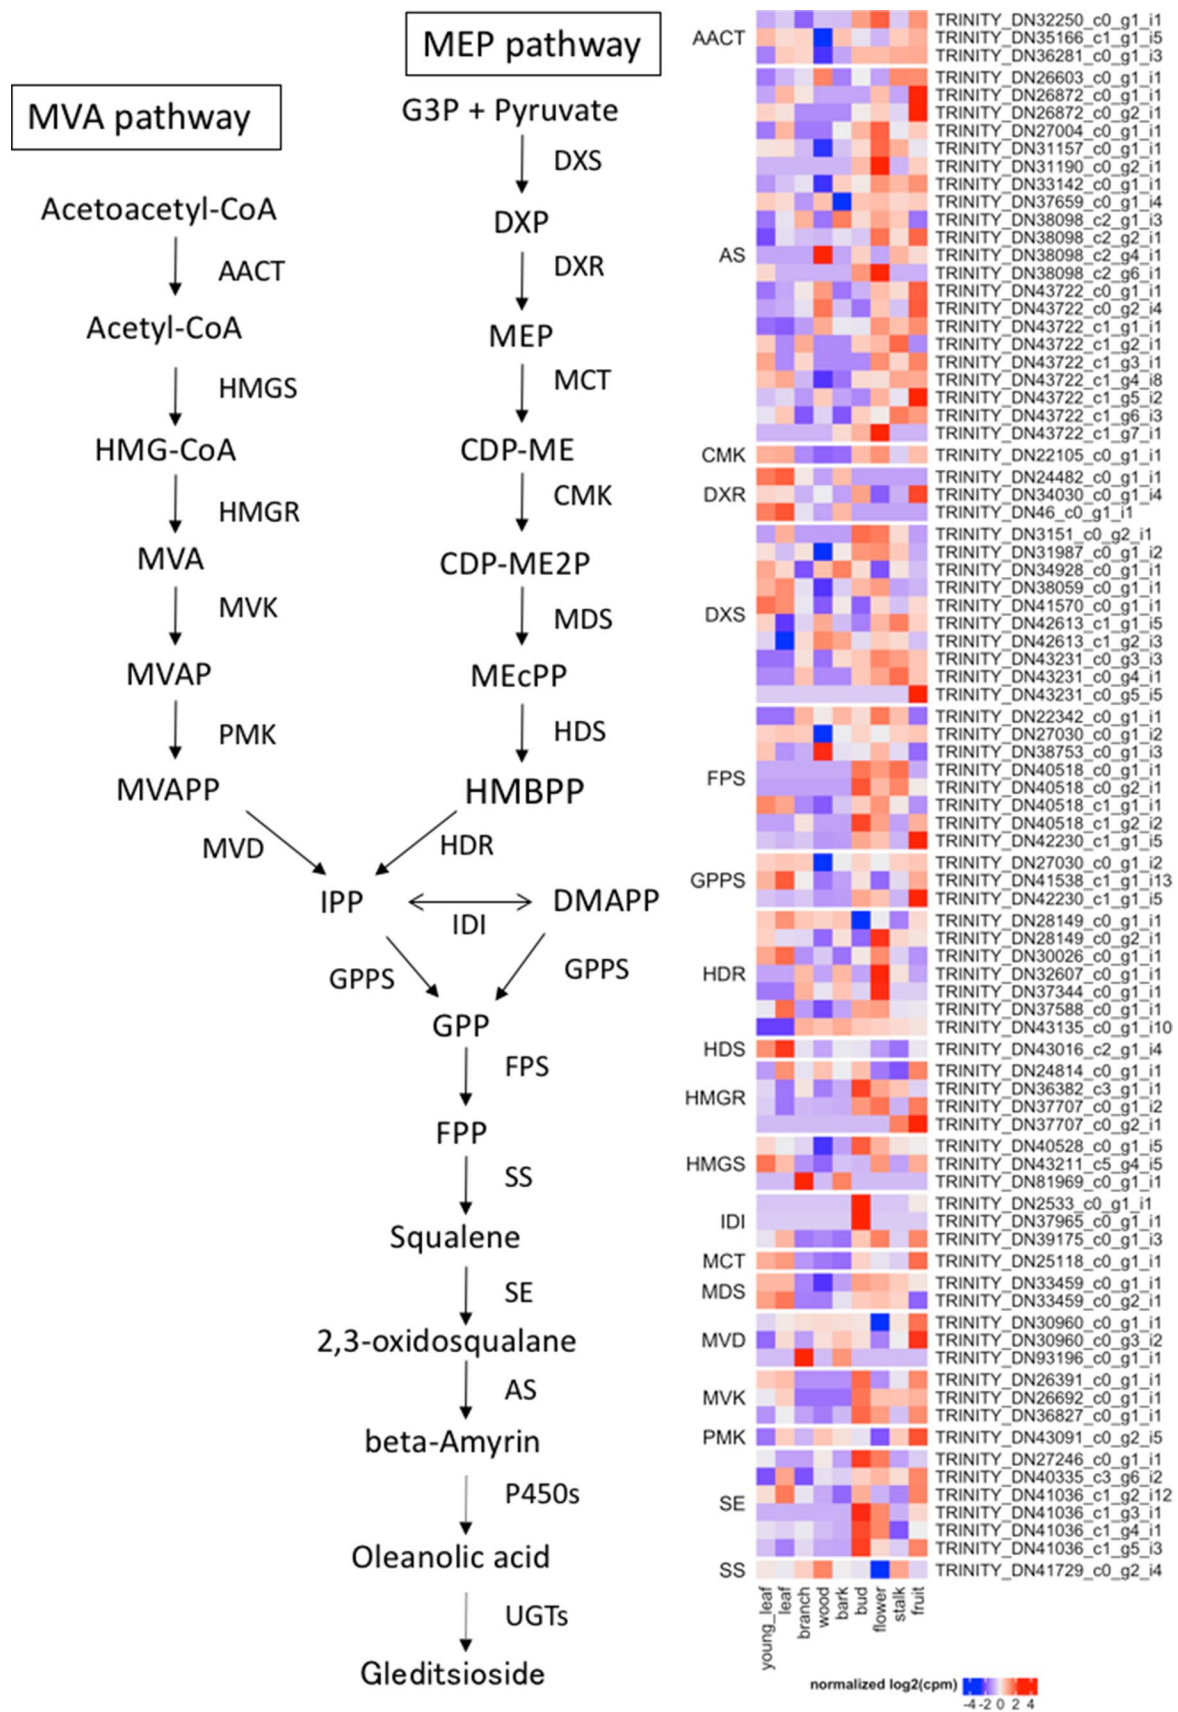 MVA pathway
Acetoacetyl-CoA
AACT
Acetyl-CoA
HMGS
HMG-CoA
HMGR
MVA
MVK
MVAP
PMK
MVAPP
MVD
MEP pathway
G3P + Pyruvate
DXS
DXP
DXR
MEP
MCT
CDP-ME
CMK
CDP-ME2P
MDS
MEcPP
HDS
HMBPP
HDR
IPP
IDI
DMAPP
GPPS
GPPS
GPP
FPS
FPP
SS
Squalene
SE
2,3-oxidosqualane
AS
beta-Amyrin
P450s
Oleanolic acid
UGTs
Gleditsioside
AACT
TRINITY_DN32250_c0_g1_i1
TRINITY_DN35166_c1_g1_i5
TRINITY_DN36281_c0_g1_i3
AS
TRINITY_DN26603_c0_g1_i1
TRINITY_DN26872_c0_g1_i1
TRINITY_DN26872_c0_g2_i1
TRINITY_DN27004_c0_g1_i1
TRINITY_DN31157_c0_g1_i1
TRINITY_DN31190_c0_g2_i1
TRINITY_DN33142_c0_g1_i1
TRINITY_DN37659_c0_g1_i4
TRINITY_DN38098_c2_g1_i3
TRINITY_DN38098_c2_g2_i1
TRINITY_DN38098_c2_g4_i1
TRINITY_DN38098_c2_g6_i1
TRINITY_DN43722_c0_g1_i1
TRINITY_DN43722_c0_g2_i4
TRINITY_DN43722_c1_g1_i1
TRINITY_DN43722_c1_g2_i1
TRINITY_DN43722_c1_g3_i1
TRINITY_DN43722_c1_g4_i8
TRINITY_DN43722_c1_g5_i2
TRINITY_DN43722_c1_g6_i3
TRINITY_DN43722_c1_g7_i1
CMK
TRINITY_DN22105_c0_g1_i1
DXR
TRINITY_DN24482_c0_g1_i1
TRINITY_DN34030_c0_g1_i4
TRINITY_DN46_c0_g1_i1
DXS
TRINITY_DN3151_c0_g2_i1
TRINITY_DN31987_c0_g1_i2
TRINITY_DN34928_c0_g1_i1
TRINITY_DN38059_c0_g1_i1
TRINITY_DN41570_c0_g1_i1
TRINITY_DN42613_c1_g1_i5
TRINITY_DN42613_c1_g2_i3
TRINITY_DN43231_c0_g3_i3
TRINITY_DN43231_c0_g4_i1
TRINITY_DN43231_c0_g5_i5
FPS
TRINITY_DN22342_c0_g1_i1
TRINITY_DN27030_c0_g1_i2
TRINITY_DN38753_c0_g1_i3
TRINITY_DN40518_c0_g1_i1
TRINITY_DN40518_c0_g2_i1
TRINITY_DN40518_c1_g1_i1
TRINITY_DN40518_c1_g2_i2
TRINITY_DN42230_c1_g1_i5
GPPS
TRINITY_DN27030_c0_g1_i2
TRINITY_DN41538_c1_g1_i13
TRINITY_DN42230_c1_g1_i5
HDR
TRINITY_DN28149_c0_g1_i1
TRINITY_DN28149_c0_g2_i1
TRINITY_DN30026_c0_g1_i1
TRINITY_DN32607_c0_g1_i1
TRINITY_DN37344_c0_g1_i1
TRINITY_DN37588_c0_g1_i1
TRINITY_DN43135_c0_g1_i10
HDS
TRINITY_DN43016_c2_g1_i4
HMGR
TRINITY_DN24814_c0_g1_i1
TRINITY_DN36382_c3_g1_i1
TRINITY_DN37707_c0_g1_i2
TRINITY_DN37707_c0_g2_i1
HMGS
TRINITY_DN40528_c0_g1_i5
TRINITY_DN43211_c5_g4_i5
TRINITY_DN81969_c0_g1_i1
IDI
TRINITY_DN2533_c0_g1_i1
TRINITY_DN37965_c0_g1_i1
TRINITY_DN39175_c0_g1_i3
MCT
TRINITY_DN25118_c0_g1_i1
MDS
TRINITY_DN33459_c0_g1_i1
TRINITY_DN33459_c0_g2_i1
MVD
TRINITY_DN30960_c0_g1_i1
TRINITY_DN30960_c0_g3_i2
TRINITY_DN93196_c0_g1_i1
MVK
TRINITY_DN26391_c0_g1_i1
TRINITY_DN26692_c0_g1_i1
TRINITY_DN36827_c0_g1_i1
PMK
TRINITY_DN43091_c0_g2_i5
SE
TRINITY_DN27246_c0_g1_i1
TRINITY_DN40335_c3_g6_i2
TRINITY_DN41036_c1_g2_i12
TRINITY_DN41036_c1_g3_i1
TRINITY_DN41036_c1_g4_i1
TRINITY_DN41036_c1_g5_i3
SS
TRINITY_DN41729_c0_g2_i4
young_leaf
leaf
branch
wood
bark
bud
flower
stalk
fruit
normalized log2(cpm)
-4 -2 0 2 4